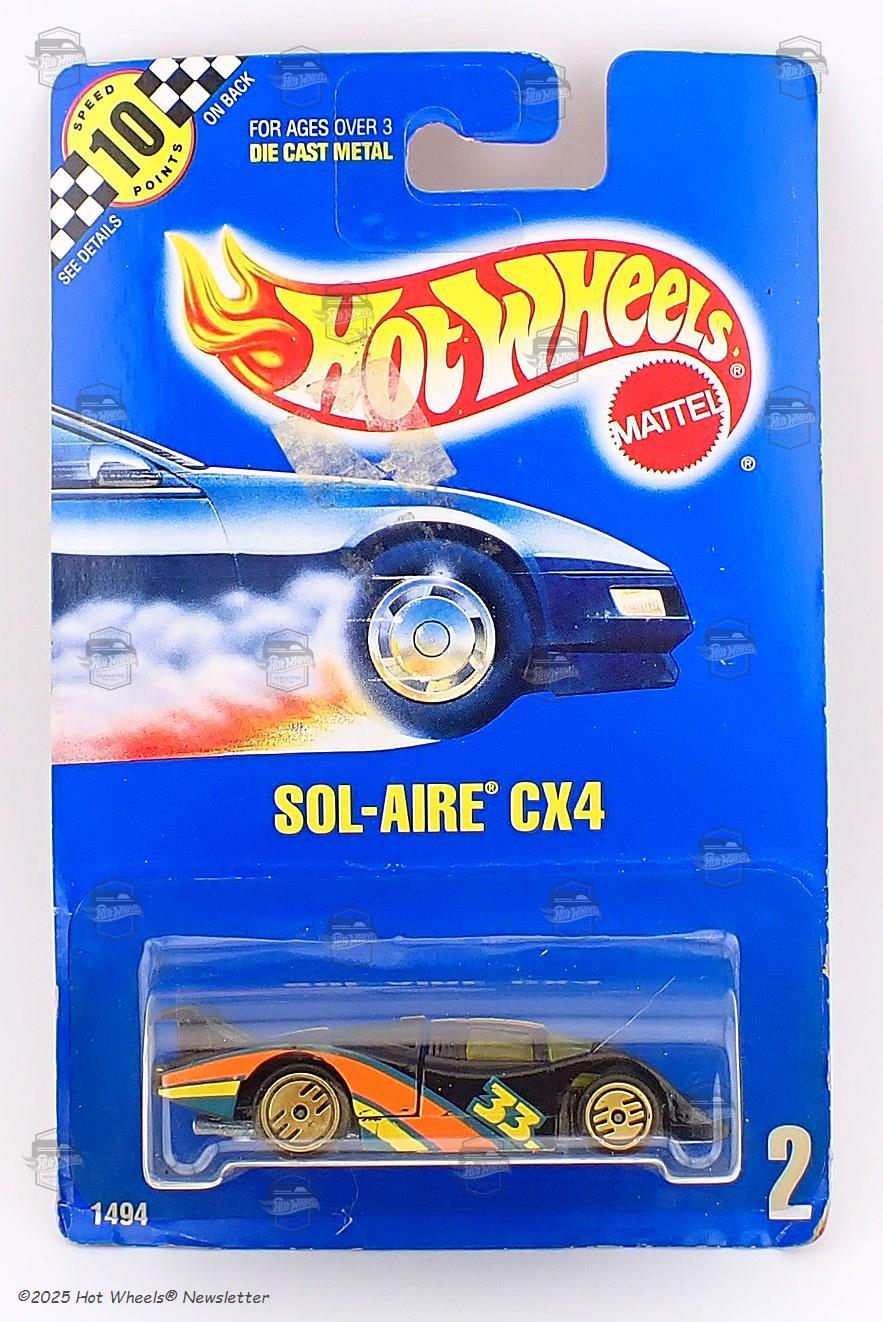 SPEED
10
POINTS
ON BACK
SEE DETAILS
FOR AGES OVER 3
DIE CAST METAL
HOT WHEELS®
MATTEL
®
SOL-AIRE® CX4
33
1494
2
©2025 Hot Wheels® Newsletter